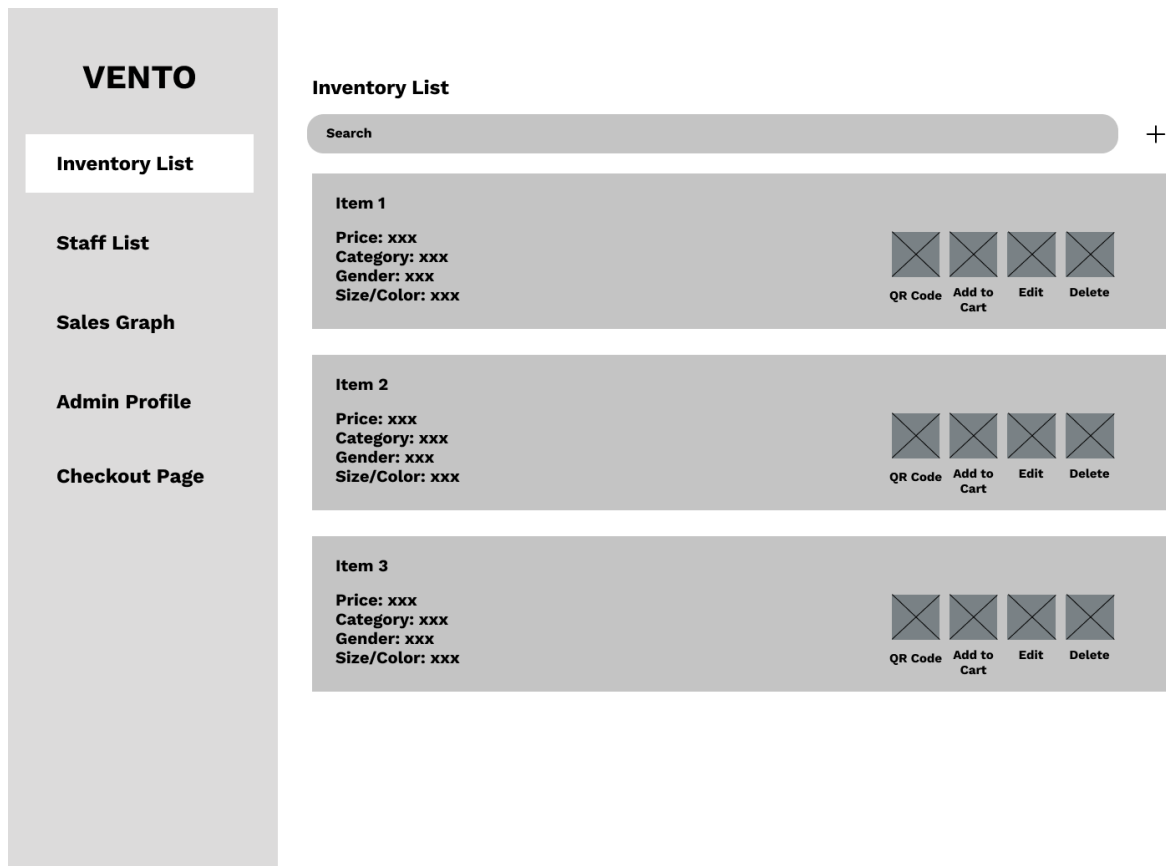 VENTO
Inventory List
Staff List
Sales Graph
Admin Profile
Checkout Page
Inventory List
Search
Item 1
Price: xxx
Category: xxx
Gender: xxx
Size/Color: xxx
QR Code
Add to
Cart
Edit
Delete
Item 2
Price: xxx
Category: xxx
Gender: xxx
Size/Color: xxx
QR Code
Add to
Cart
Edit
Delete
Item 3
Price: xxx
Category: xxx
Gender: xxx
Size/Color: xxx
QR Code
Add to
Cart
Edit
Delete